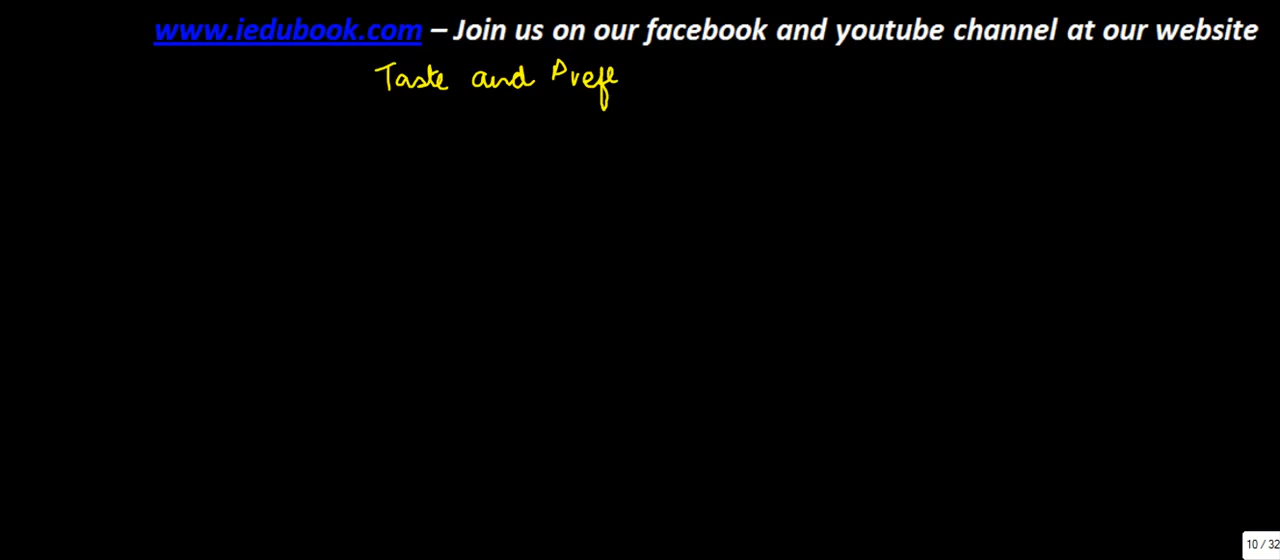 www.iedubook.com – Join us on our facebook and youtube channel at our website
Taste and Prefe
10 / 32